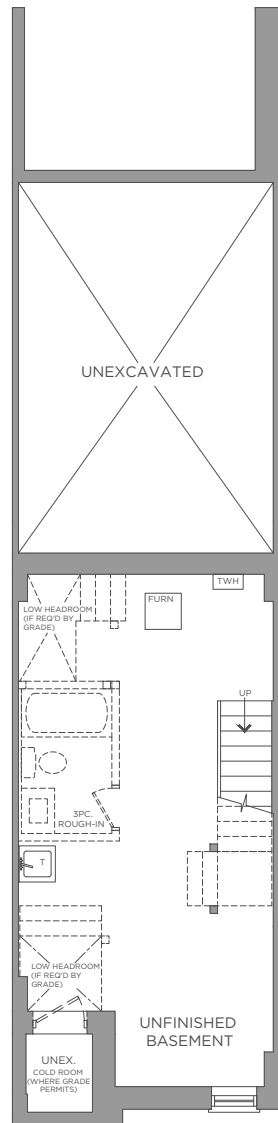 UNEXCAVATED
TWH
FURN
LOW HEADROOM
(IF REQ'D BY
GRADE)
UP
3PC.
ROUGH-IN
T
LOW HEADROOM
(IF REQ'D BY
GRADE)
UNFINISHED
BASEMENT
UNEX.
COLD ROOM
(WHERE GRADE
PERMITS)